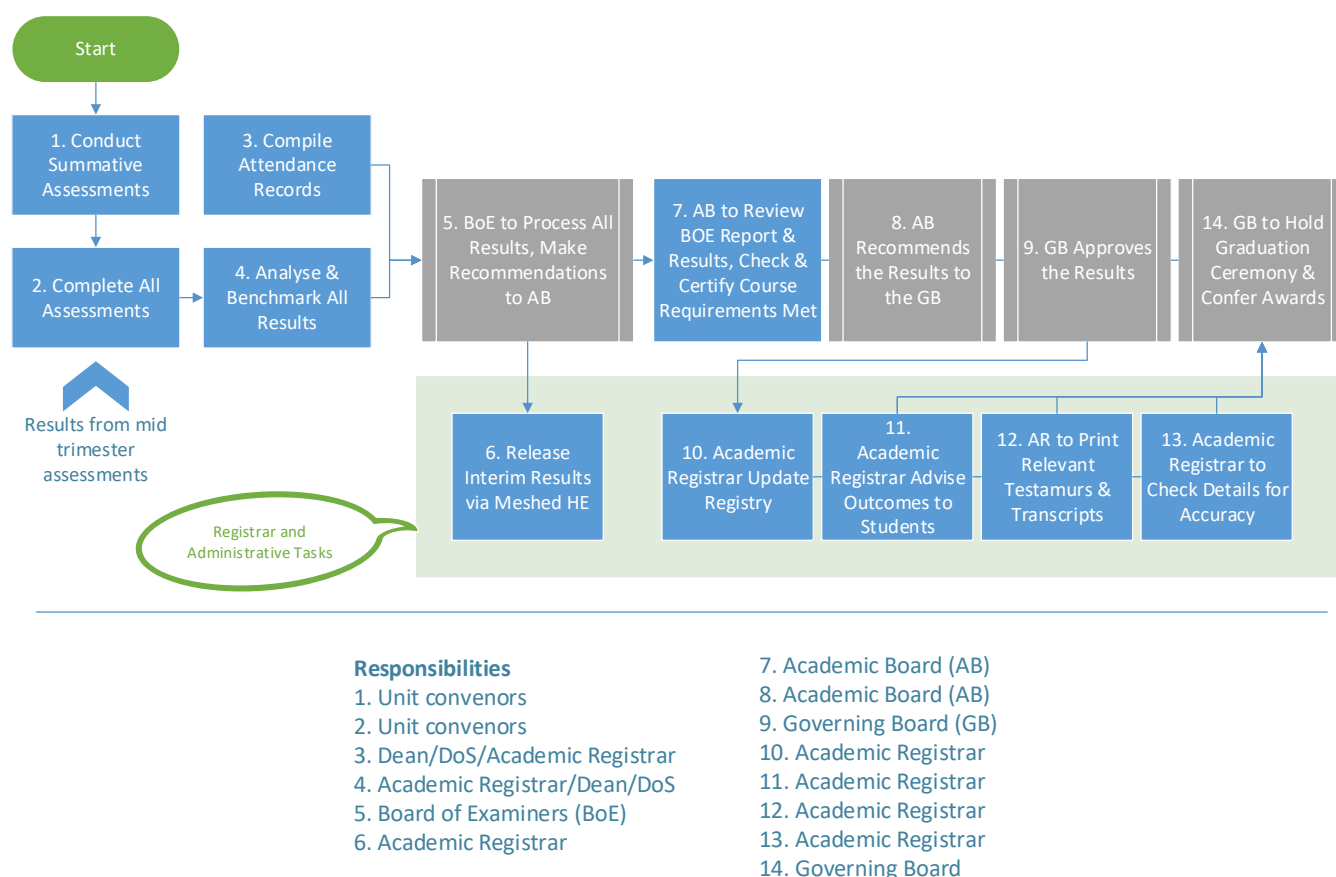 Start
1. Conduct
Summative
Assessments
2. Complete All
Assessments
3. Compile
Attendance
Records
4. Analyse &
Benchmark All
Results
5. BoE to Process All
Results, Make
Recommendations
to AB
7. AB to Review
BOE Report &
Results, Check &
Certify Course
Requirements Met
8. AB
Recommends
the Results to
the GB
9. GB Approves
the Results
14. GB to Hold
Graduation
Ceremony &
Confer Awards
Results from mid
trimester
assessments
6. Release
Interim Results
via Meshed HE
10. Academic
Registrar Update
Registry
11.
Academic
Registrar Advise
Outcomes to
Students
12. AR to Print
Relevant
Testamurs &
Transcripts
13. Academic
Registrar to
Check Details for
Accuracy
Registrar and
Administrative Tasks
Responsibilities
1. Unit convenors
2. Unit convenors
3. Dean/DoS/Academic Registrar
4. Academic Registrar/Dean/DoS
5. Board of Examiners (BoE)
6. Academic Registrar
7. Academic Board (AB)
8. Academic Board (AB)
9. Governing Board (GB)
10. Academic Registrar
11. Academic Registrar
12. Academic Registrar
13. Academic Registrar
14. Governing Board